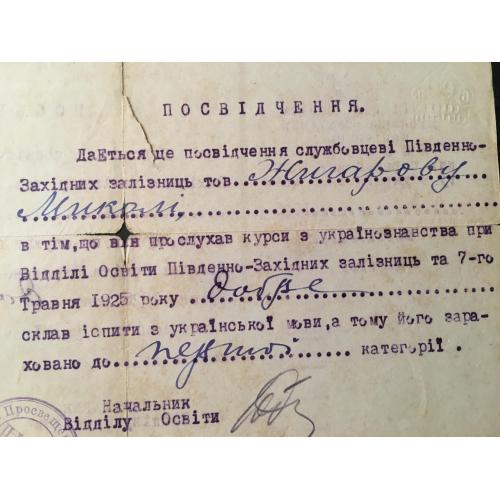 ПОСВІДЧЕННЯ.
ДаЕться це посвідчення службовцеві Південно-
Західних залізниць тов. Жигарову
Миколі,
в тім, що він прослухав курси з українознавства при
Відділі Освіти Південно-Західних залізниць та 7-го
Травня 1925 року добре
склав іспити з української мови, а тому його зара-
ховано до першої категорії.
Начальник
Відділу Освіти
Просвеще